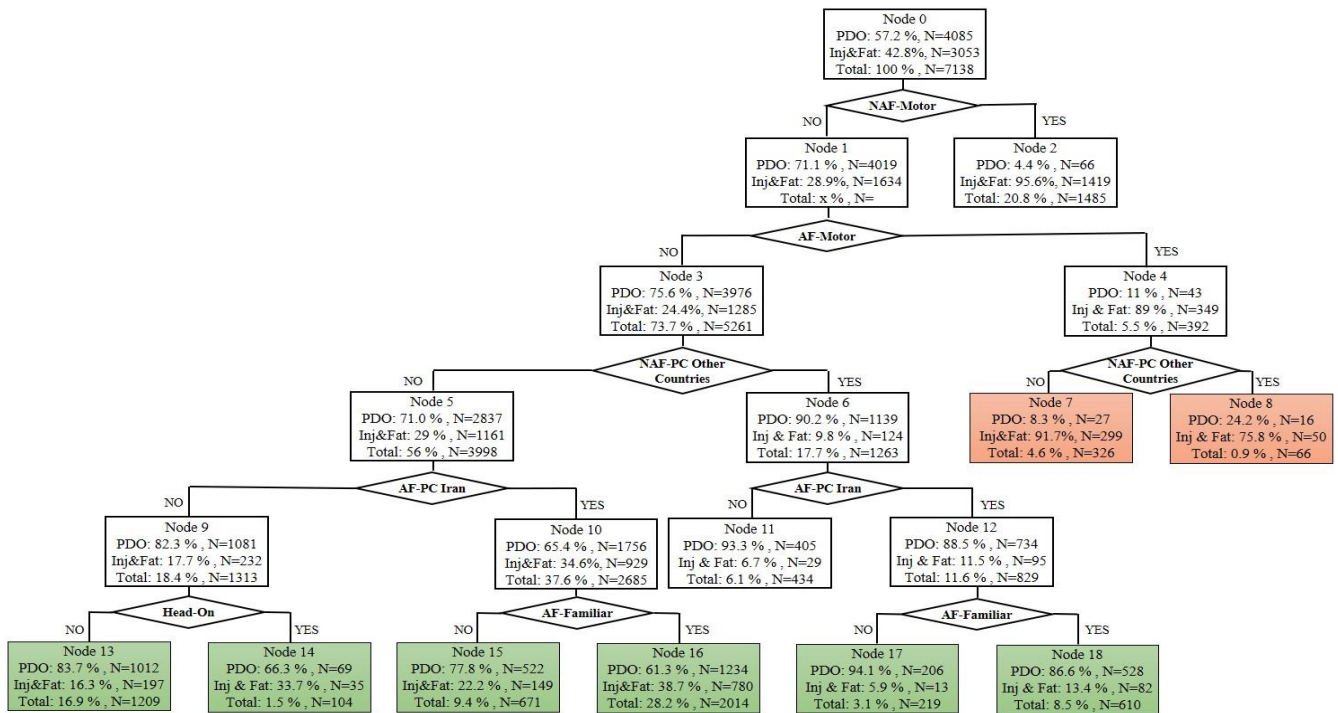 Node 0
PDO: 57.2 %, N=4085
Inj&Fat: 42.8%, N=3053
Total: 100 % , N=7138
NAF-Motor
NO
YES
Node 1
PDO: 71.1 % , N=4019
Inj&Fat: 28.9%, N=1634
Total: x % , N=
Node 2
PDO: 4.4 % , N=66
Inj&Fat: 95.6%, N=1419
Total: 20.8 % , N=1485
AF-Motor
NO
YES
Node 3
PDO: 75.6 % , N=3976
Inj&Fat: 24.4%, N=1285
Total: 73.7 % , N=5261
Node 4
PDO: 11 % , N=43
Inj & Fat: 89 % , N=349
Total: 5.5 % , N=392
NAF-PC Other
Countries
NO
YES
NAF-PC Other
Countries
NO
YES
Node 5
PDO: 71.0 % , N=2837
Inj&Fat: 29 % , N=1161
Total: 56 % , N=3998
Node 6
PDO: 90.2 % , N=1139
Inj & Fat: 9.8 % , N=124
Total: 17.7 % , N=1263
Node 7
PDO: 8.3 % , N=27
Inj&Fat: 91.7%, N=299
Total: 4.6 % , N=326
Node 8
PDO: 24.2 % , N=16
Inj & Fat: 75.8 % , N=50
Total: 0.9 % , N=66
AF-PC Iran
NO
YES
AF-PC Iran
NO
YES
Node 9
PDO: 82.3 % , N=1081
Inj&Fat: 17.7 % , N=232
Total: 18.4 % , N=1313
Node 10
PDO: 65.4 % , N=1756
Inj&Fat: 34.6%, N=929
Total: 37.6 % , N=2685
Node 11
PDO: 93.3 % , N=405
Inj & Fat: 6.7 % , N=29
Total: 6.1 % , N=434
Node 12
PDO: 88.5 % , N=734
Inj & Fat: 11.5 % , N=95
Total: 11.6 % , N=829
Head-On
NO
YES
AF-Familiar
NO
YES
AF-Familiar
NO
YES
Node 13
PDO: 83.7 % , N=1012
Inj&Fat: 16.3 % , N=197
Total: 16.9 % , N=1209
Node 14
PDO: 66.3 % , N=69
Inj & Fat: 33.7 % , N=35
Total: 1.5 % , N=104
Node 15
PDO: 77.8 % , N=522
Inj&Fat: 22.2 % , N=149
Total: 9.4 % , N=671
Node 16
PDO: 61.3 % , N=1234
Inj&Fat: 38.7 % , N=780
Total: 28.2 % , N=2014
Node 17
PDO: 94.1 % , N=206
Inj & Fat: 5.9 % , N=13
Total: 3.1 % , N=219
Node 18
PDO: 86.6 % , N=528
Inj & Fat: 13.4 % , N=82
Total: 8.5 % , N=610